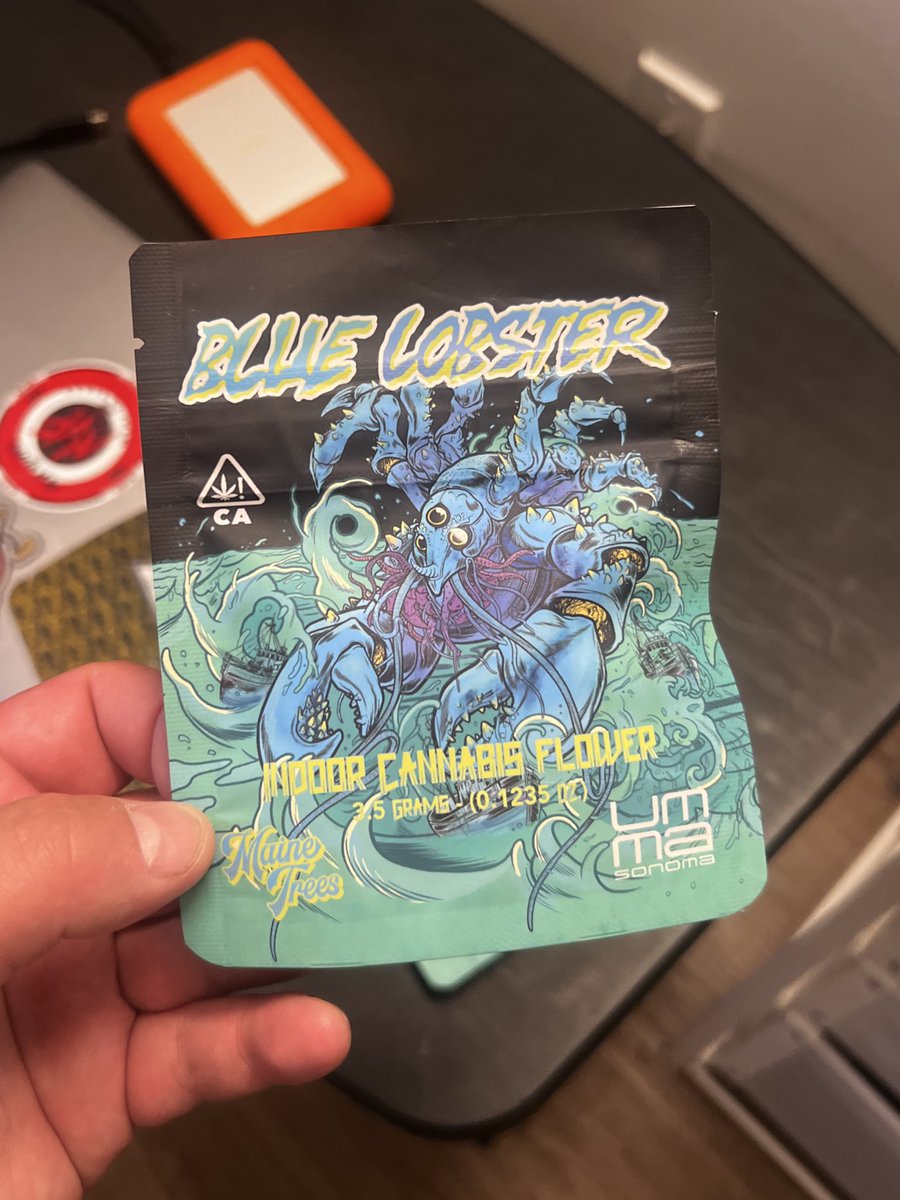 BLUE LOBSTER
CA
INDOOR CANNABIS FLOWER
3.5 GRAMS - (0.1235 OZ)
Maine
Trees
UM
MA
SONOMA